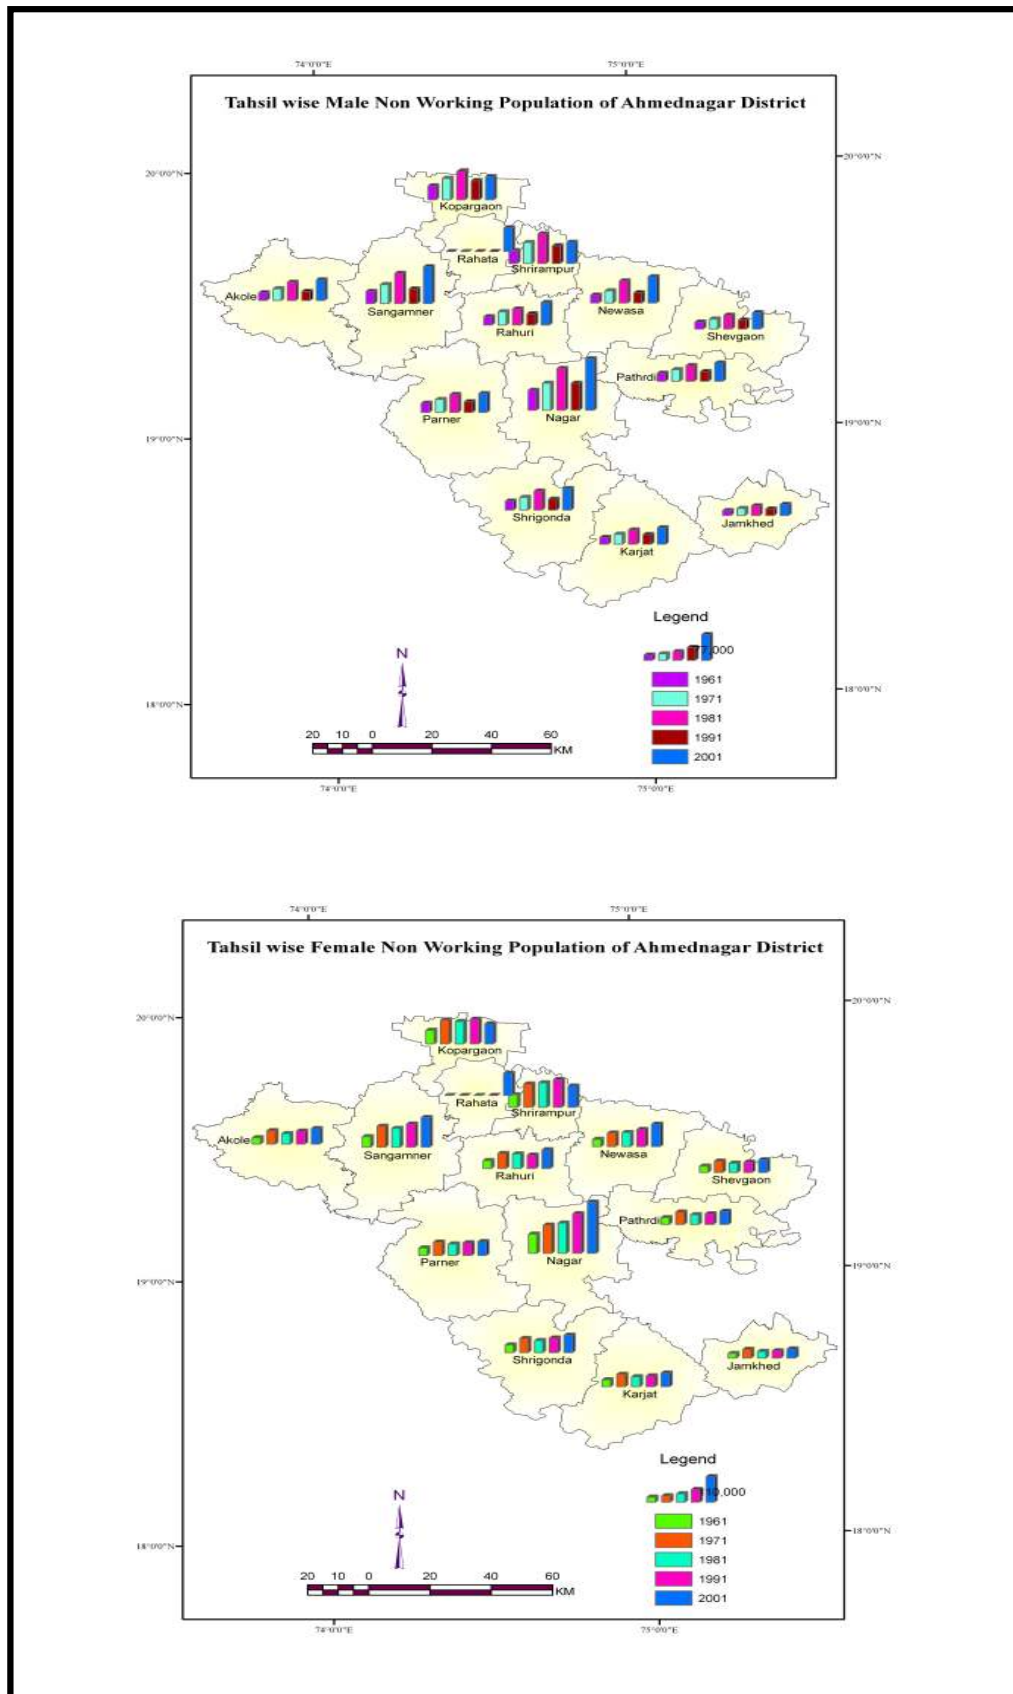 74°0'0"E 75°0'0"E
Tahsil wise Male Non Working Population of Ahmednagar District
20°0'0"N
20°0'0"N
Kopargaon
Rahata
Shrirampur
Akole
Sangamner
Newasa
Rahuri
Shevgaon
Pathrdi
Parner
Nagar
19°0'0"N
19°0'0"N
Shrigonda
Jamkhed
Karjat
Legend
77,000
N
1961
1971
1981
1991
2001
18°0'0"N
18°0'0"N
20 10 0 20 40 60
KM
74°0'0"E 75°0'0"E
74°0'0"E 75°0'0"E
Tahsil wise Female Non Working Population of Ahmednagar District
20°0'0"N
20°0'0"N
Kopargaon
Rahata
Shrirampur
Akole
Sangamner
Newasa
Rahuri
Shevgaon
Pathrdi
Parner
Nagar
19°0'0"N
19°0'0"N
Shrigonda
Jamkhed
Karjat
Legend
110,000
N
1961
1971
1981
1991
2001
18°0'0"N
18°0'0"N
20 10 0 20 40 60
KM
74°0'0"E 75°0'0"E